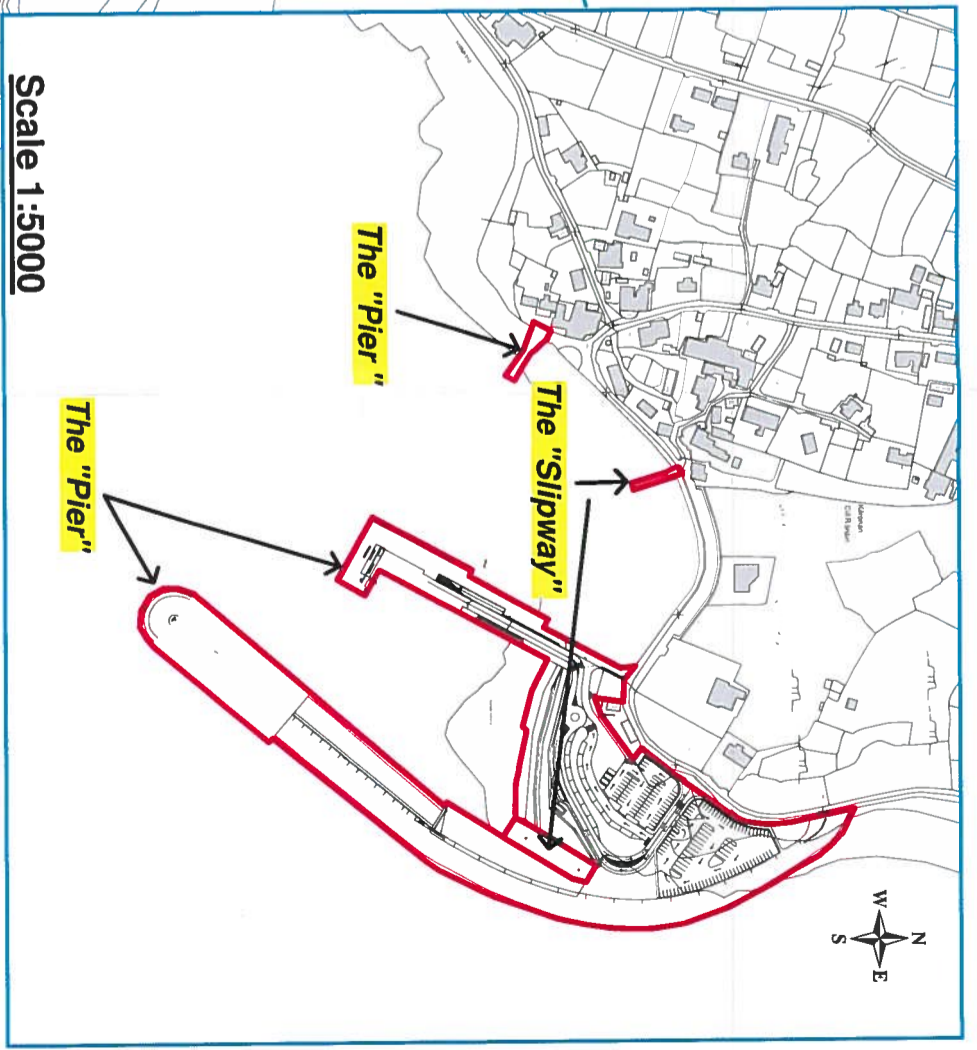 Scale 1:5000
The "Pier "
The "Slipway"
The "Pier"
N
W
E
S